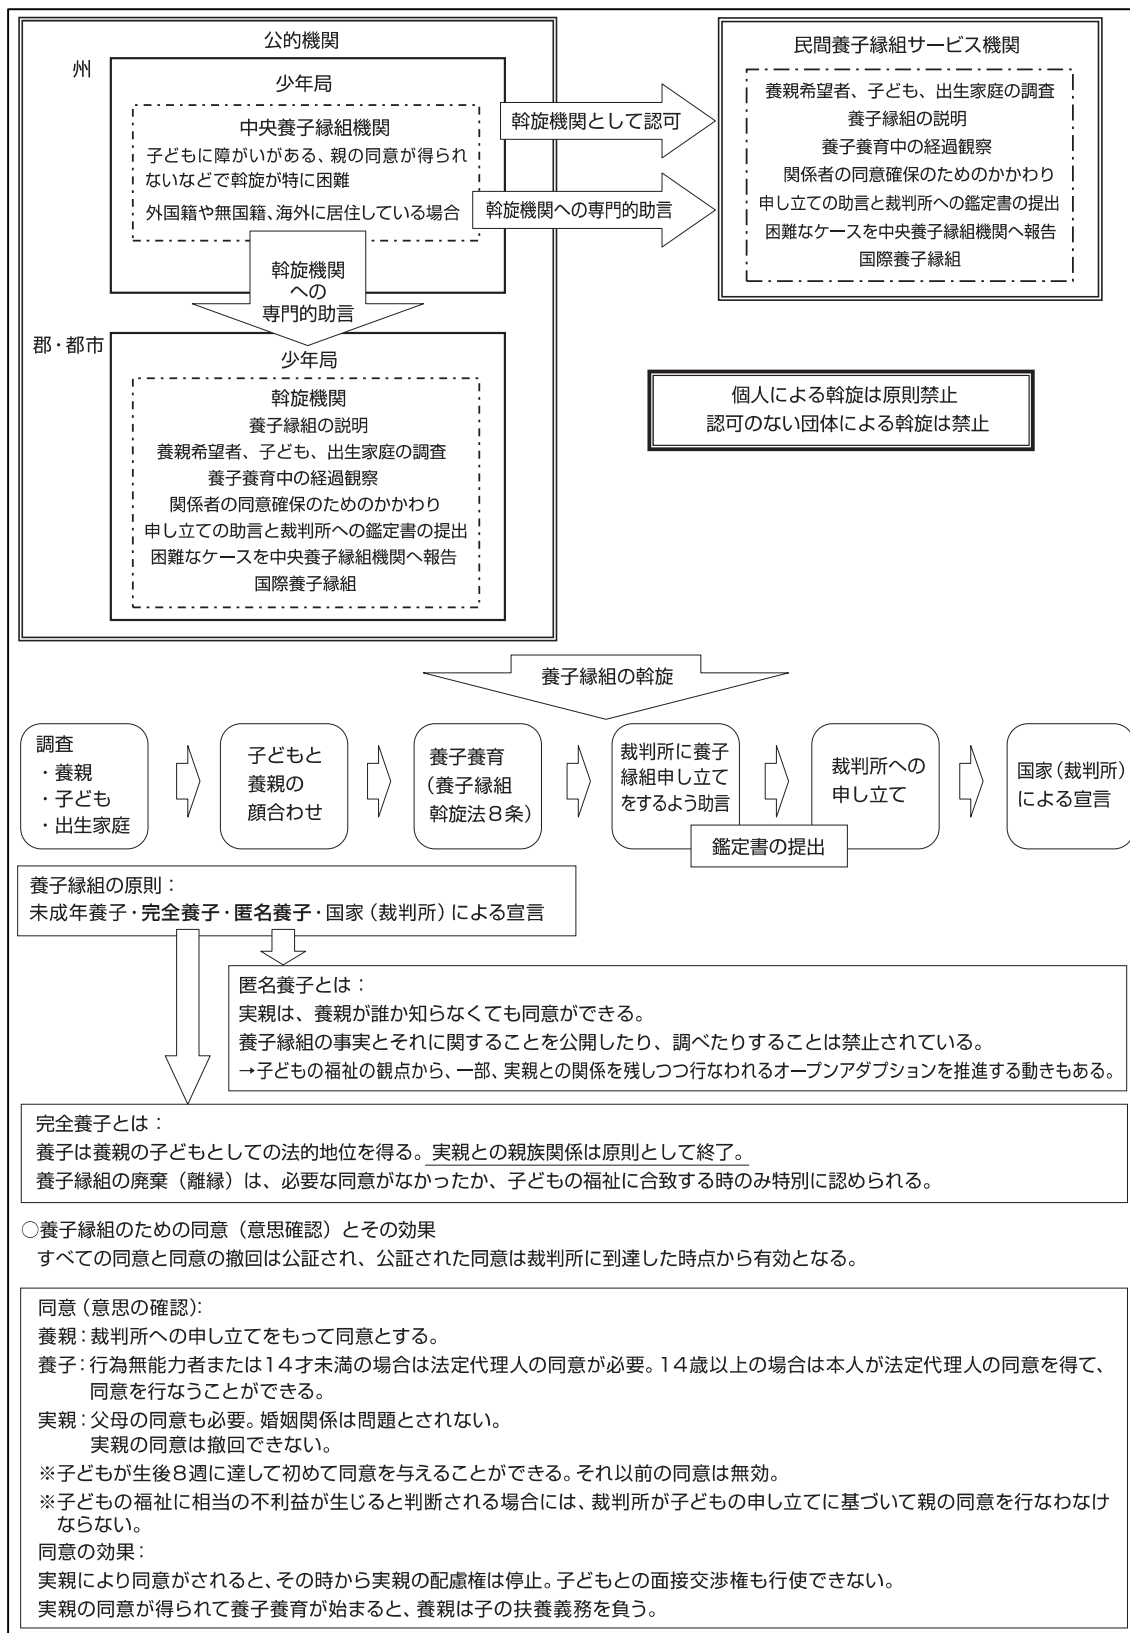 公的機関
州
少年局
中央養子縁組機関
子どもに障がいがある、親の同意が得られ
ないなどで斡旋が特に困難
外国籍や無国籍、海外に居住している場合
斡旋機関として認可
斡旋機関への専門的助言
斡旋機関
への
専門的助言
民間養子縁組サービス機関
養親希望者、子ども、出生家庭の調査
養子縁組の説明
養子養育中の経過観察
関係者の同意確保のためのかかわり
申し立ての助言と裁判所への鑑定書の提出
困難なケースを中央養子縁組機関へ報告
国際養子縁組
郡・都市
少年局
斡旋機関
養子縁組の説明
養親希望者、子ども、出生家庭の調査
養子養育中の経過観察
関係者の同意確保のためのかかわり
申し立ての助言と裁判所への鑑定書の提出
困難なケースを中央養子縁組機関へ報告
国際養子縁組
個人による斡旋は原則禁止
認可のない団体による斡旋は禁止
養子縁組の斡旋
調査
・養親
・子ども
・出生家庭
子どもと
養親の
顔合わせ
養子養育
(養子縁組
斡旋法8条)
裁判所に養子
縁組申し立て
をするよう助言
鑑定書の提出
裁判所への
申し立て
国家(裁判所)
による宣言
養子縁組の原則:
未成年養子・完全養子・匿名養子・国家(裁判所)による宣言
匿名養子とは:
実親は、養親が誰か知らなくても同意ができる。
養子縁組の事実とそれに関することを公開したり、調べたりすることは禁止されている。
→子どもの福祉の観点から、一部、実親との関係を残しつつ行なわれるオープンアダプションを推進する動きもある。
完全養子とは:
養子は養親の子どもとしての法的地位を得る。実親との親族関係は原則として終了。
養子縁組の廃棄(離縁)は、必要な同意がなかったか、子どもの福祉に合致する時のみ特別に認められる。
○養子縁組のための同意(意思確認)とその効果
すべての同意と同意の撤回は公証され、公証された同意は裁判所に到達した時点から有効となる。
同意(意思の確認):
養親:裁判所への申し立てをもって同意とする。
養子:行為無能力者または14才未満の場合は法定代理人の同意が必要。14歳以上の場合は本人が法定代理人の同意を得て、
同意を行なうことができる。
実親:父母の同意も必要。婚姻関係は問題とされない。
実親の同意は撤回できない。
※子どもが生後8週に達して初めて同意を与えることができる。それ以前の同意は無効。
※子どもの福祉に相当の不利益が生じると判断される場合には、裁判所が子どもの申し立てに基づいて親の同意を行なわなけ
ならない。
同意の効果:
実親により同意がされると、その時から実親の配慮権は停止。子どもとの面接交渉権も行使できない。
実親の同意が得られて養子養育が始まると、養親は子の扶養義務を負う。